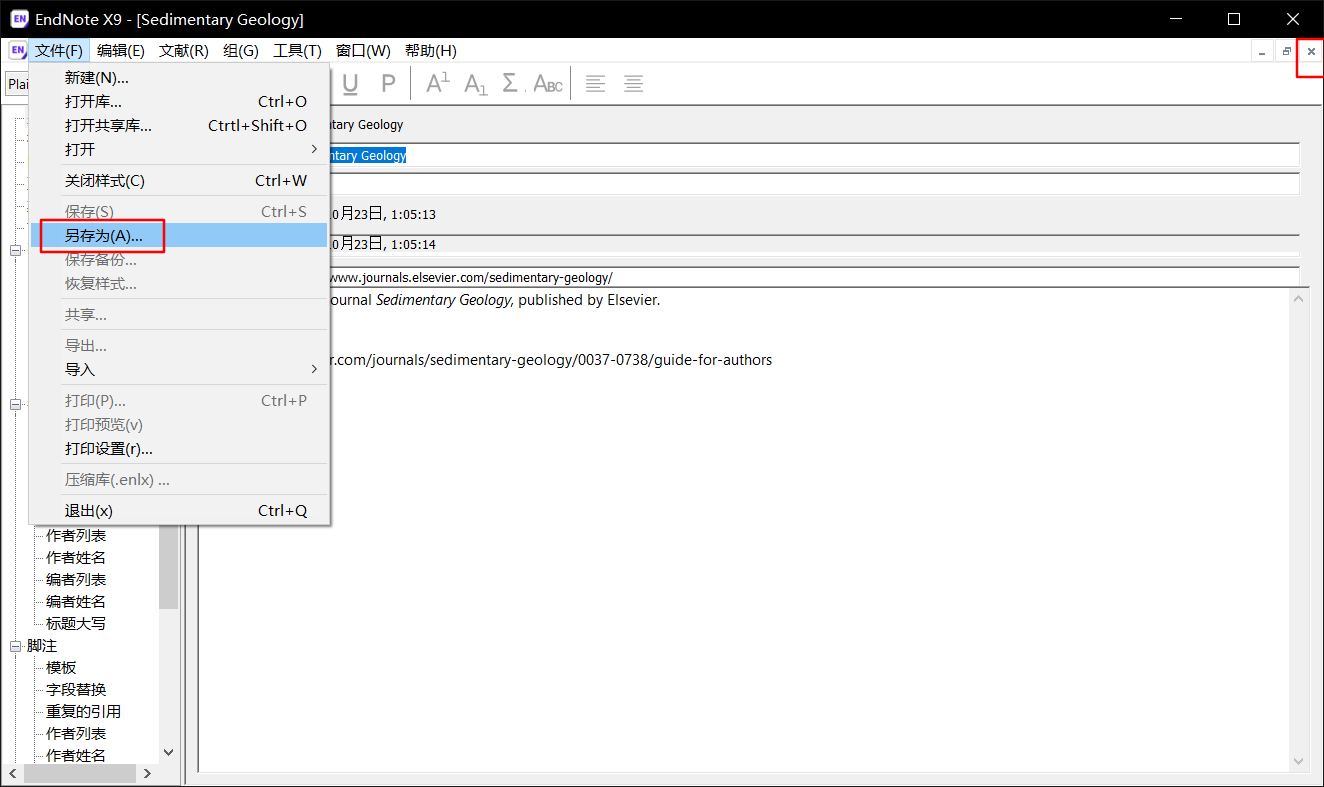 EN EndNote X9 - [Sedimentary Geology]
EN 文件(F) 编辑(E) 文献(R) 组(G) 工具(T) 窗口(W) 帮助(H)
Plai
U P A1 A1 Σ ABC
新建(N)...
打开库... Ctrl+O
打开共享库... Ctrtl+Shift+O
打开
关闭样式(C) Ctrl+W
保存(S) Ctrl+S
另存为(A)...
保存备份...
恢复样式...
共享...
导出...
导入
打印(P)... Ctrl+P
打印预览(v)
打印设置(r)...
压缩库(.enlx) ...
退出(x) Ctrl+Q
ntary Geology
ntary Geology
0月23日, 1:05:13
0月23日, 1:05:14
www.journals.elsevier.com/sedimentary-geology/
ournal Sedimentary Geology, published by Elsevier.
r.com/journals/sedimentary-geology/0037-0738/guide-for-authors
作者列表
作者姓名
编者列表
编者姓名
标题大写
脚注
模板
字段替换
重复的引用
作者列表
作者姓名